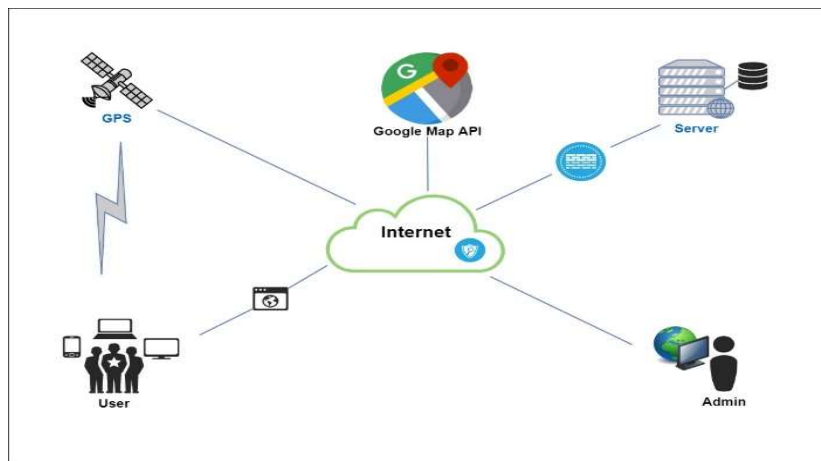 GPS
G
Google Map API
Server
Internet
User
Admin